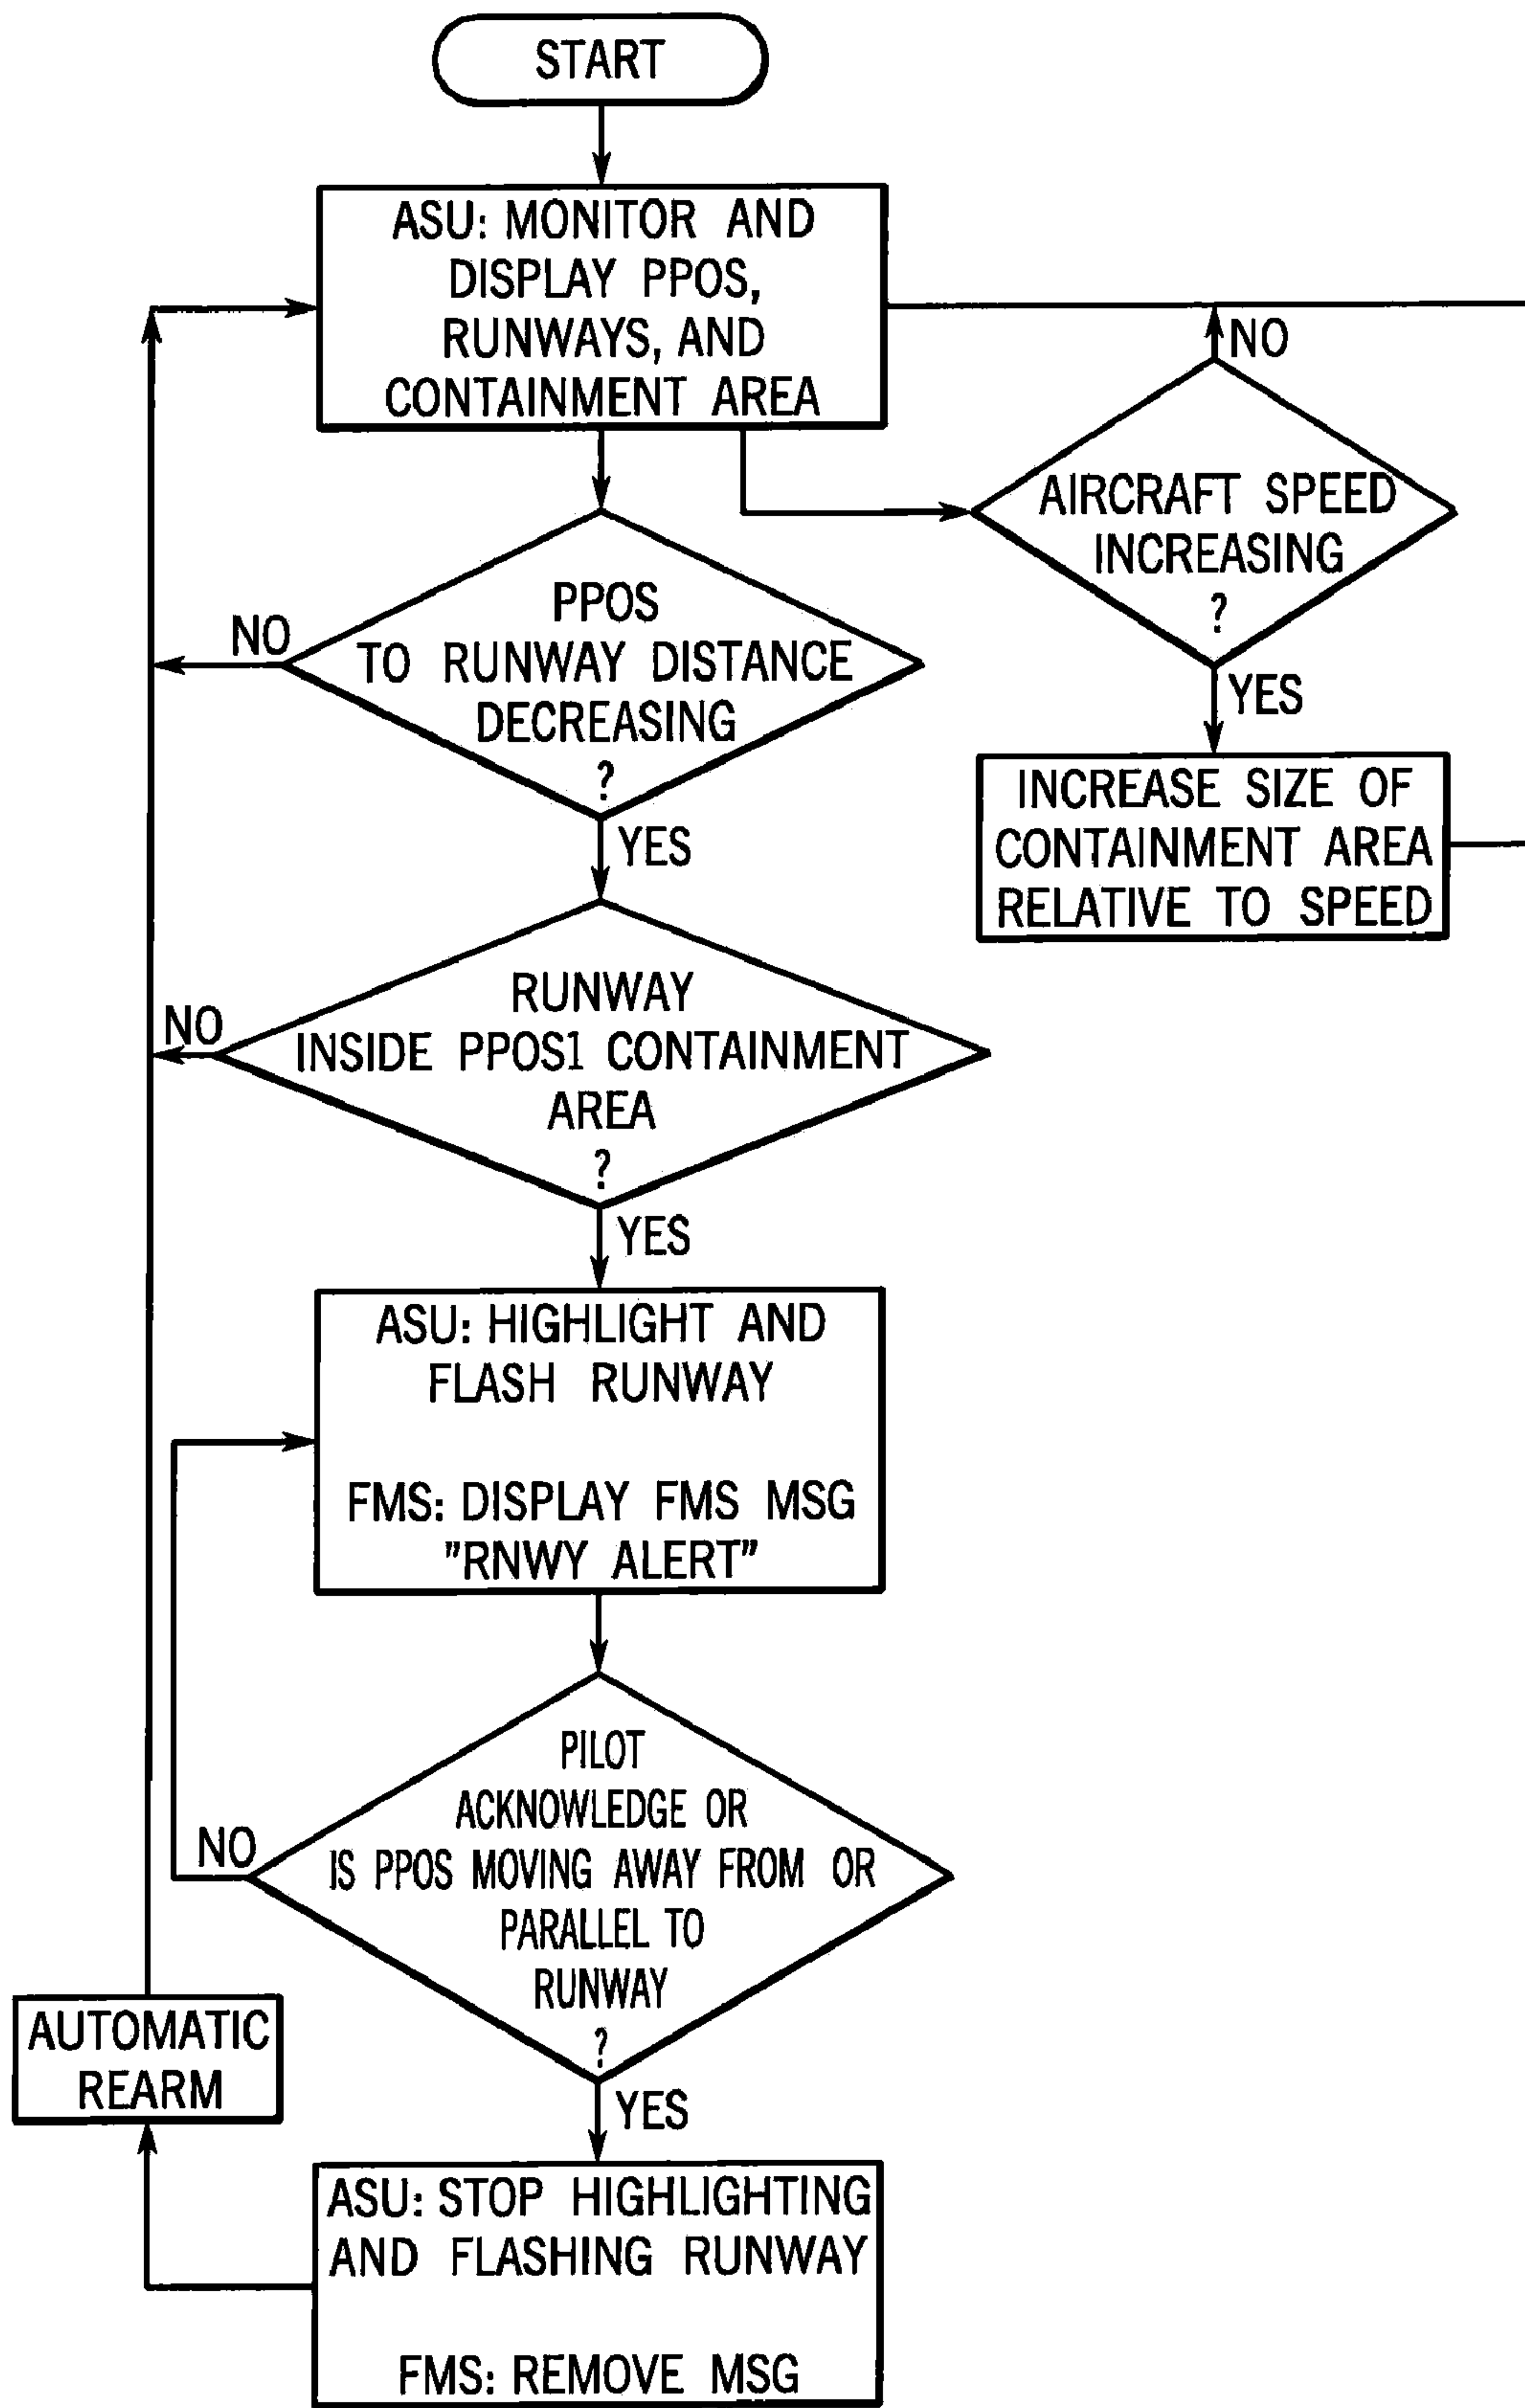 START
ASU: MONITOR AND
DISPLAY PPOS,
RUNWAYS, AND
CONTAINMENT AREA
NO
AIRCRAFT SPEED
INCREASING
?
YES
INCREASE SIZE OF
CONTAINMENT AREA
RELATIVE TO SPEED
PPOS
TO RUNWAY DISTANCE
DECREASING
?
NO
YES
RUNWAY
INSIDE PPOS1 CONTAINMENT
AREA
?
NO
YES
ASU: HIGHLIGHT AND
FLASH RUNWAY
FMS: DISPLAY FMS MSG
"RNWY ALERT"
PILOT
ACKNOWLEDGE OR
IS PPOS MOVING AWAY FROM OR
PARALLEL TO
RUNWAY
?
NO
YES
ASU: STOP HIGHLIGHTING
AND FLASHING RUNWAY
FMS: REMOVE MSG
AUTOMATIC
REARM